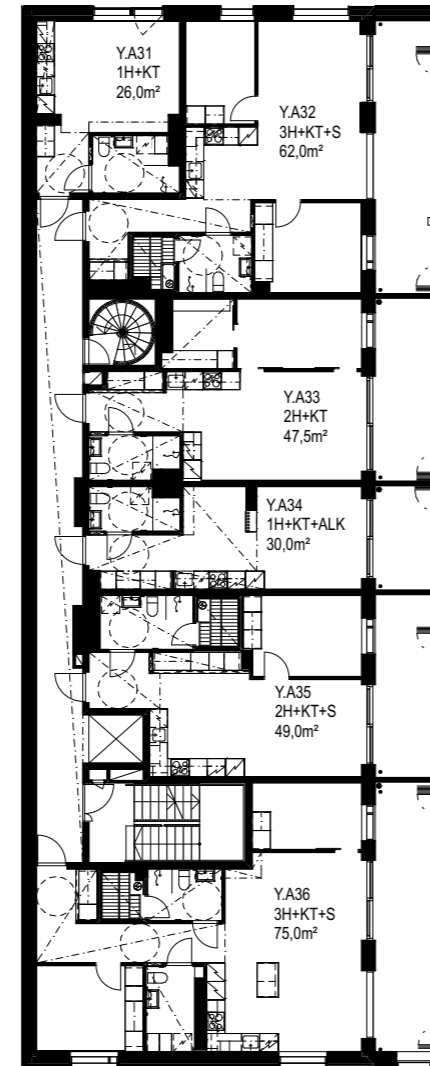 Y.A31
1H+KT
26,0m²
Y.A32
3H+KT+S
62,0m²
Y.A33
2H+KT
47,5m²
Y.A34
1H+KT+ALK
30,0m²
Y.A35
2H+KT+S
49,0m²
Y.A36
3H+KT+S
75,0m²